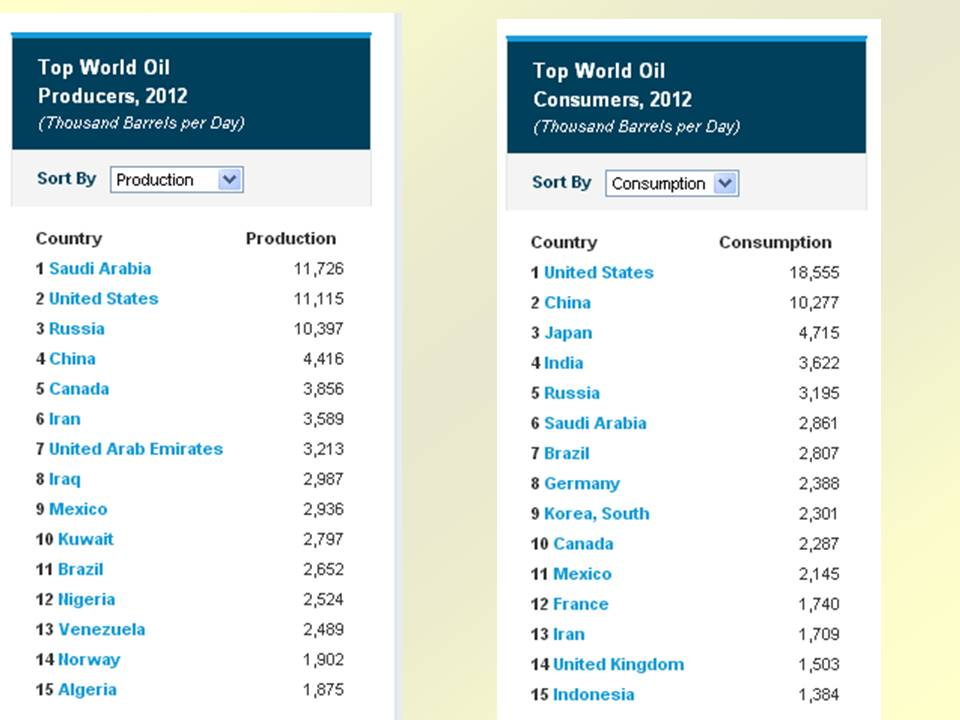 Top World Oil
Producers, 2012
(Thousand Barrels per Day)
Sort By Production
Country Production
1 Saudi Arabia 11,726
2 United States 11,115
3 Russia 10,397
4 China 4,416
5 Canada 3,856
6 Iran 3,589
7 United Arab Emirates 3,213
8 Iraq 2,987
9 Mexico 2,936
10 Kuwait 2,797
11 Brazil 2,652
12 Nigeria 2,524
13 Venezuela 2,489
14 Norway 1,902
15 Algeria 1,875
Top World Oil
Consumers, 2012
(Thousand Barrels per Day)
Sort By Consumption
Country Consumption
1 United States 18,555
2 China 10,277
3 Japan 4,715
4 India 3,622
5 Russia 3,195
6 Saudi Arabia 2,861
7 Brazil 2,807
8 Germany 2,388
9 Korea, South 2,301
10 Canada 2,287
11 Mexico 2,145
12 France 1,740
13 Iran 1,709
14 United Kingdom 1,503
15 Indonesia 1,384